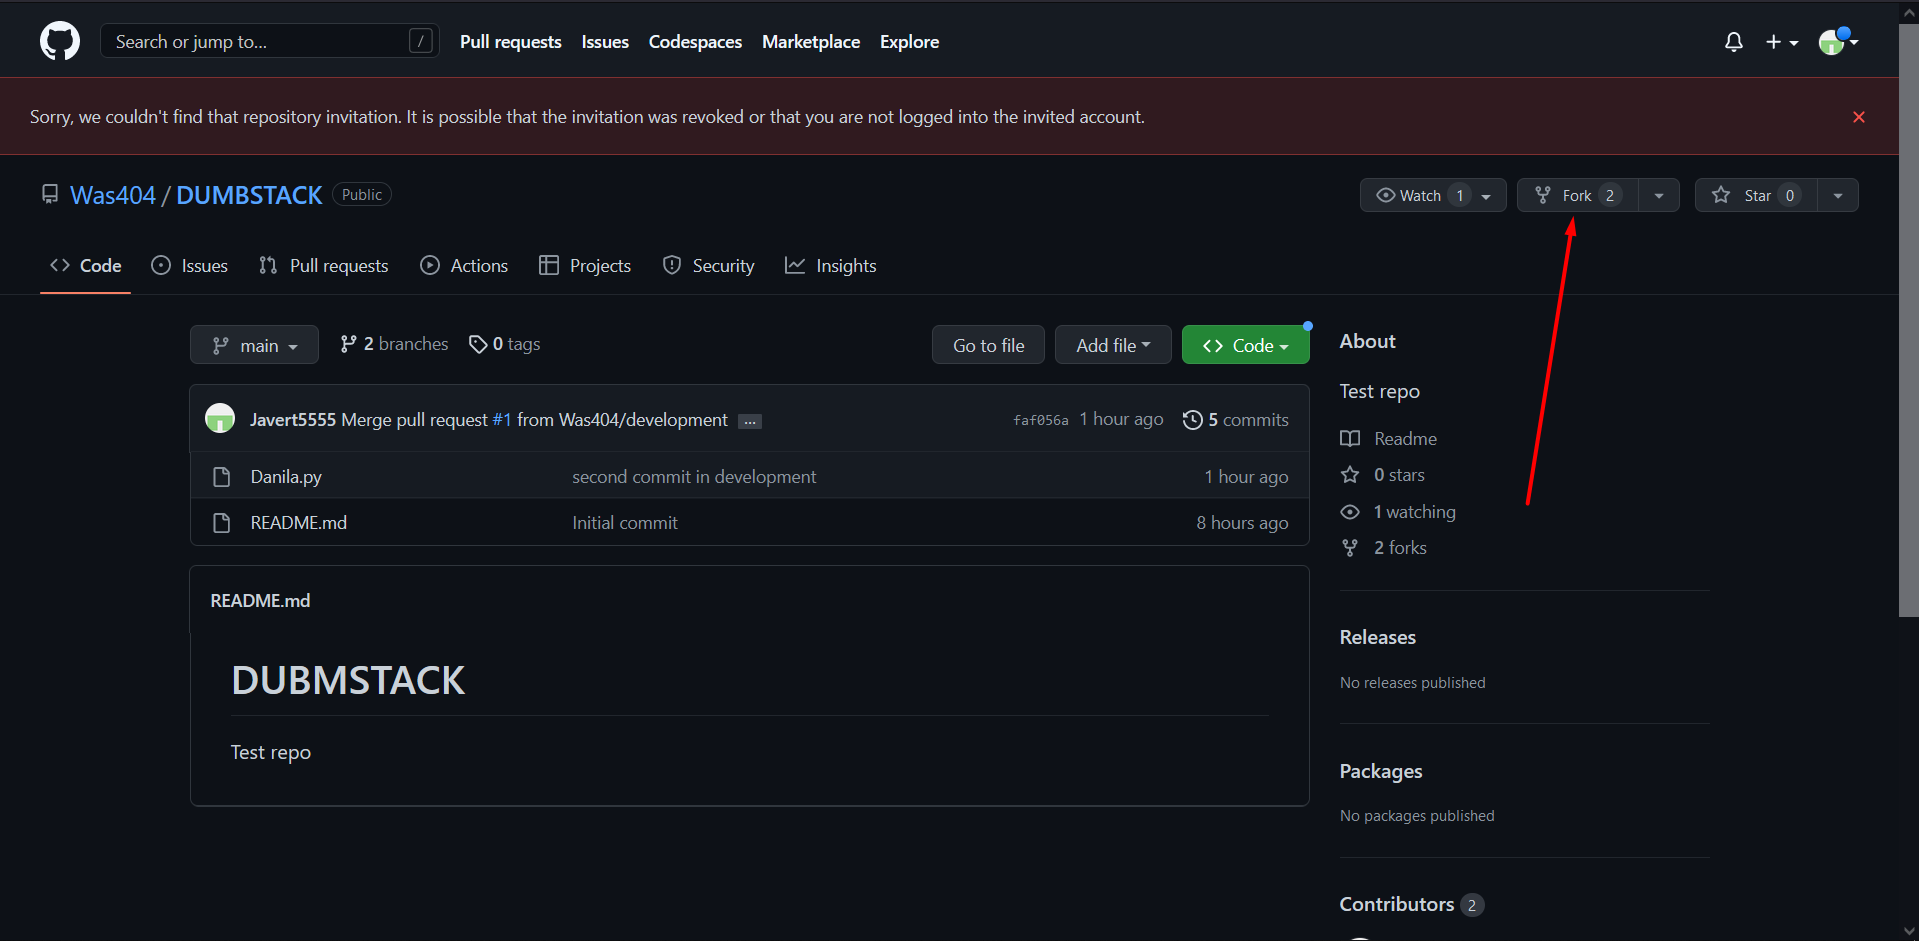 Search or jump to... /
Pull requests Issues Codespaces Marketplace Explore
Sorry, we couldn't find that repository invitation. It is possible that the invitation was revoked or that you are not logged into the invited account.
Was404 / DUMBSTACK Public
Watch 1 Fork 2 Star 0
Code Issues Pull requests Actions Projects Security Insights
main 2 branches 0 tags Go to file Add file Code
Javert5555 Merge pull request #1 from Was404/development ... faf056a 1 hour ago 5 commits
Danila.py second commit in development 1 hour ago
README.md Initial commit 8 hours ago
README.md
DUBMSTACK
Test repo
About
Test repo
Readme
0 stars
1 watching
2 forks
Releases
No releases published
Packages
No packages published
Contributors 2